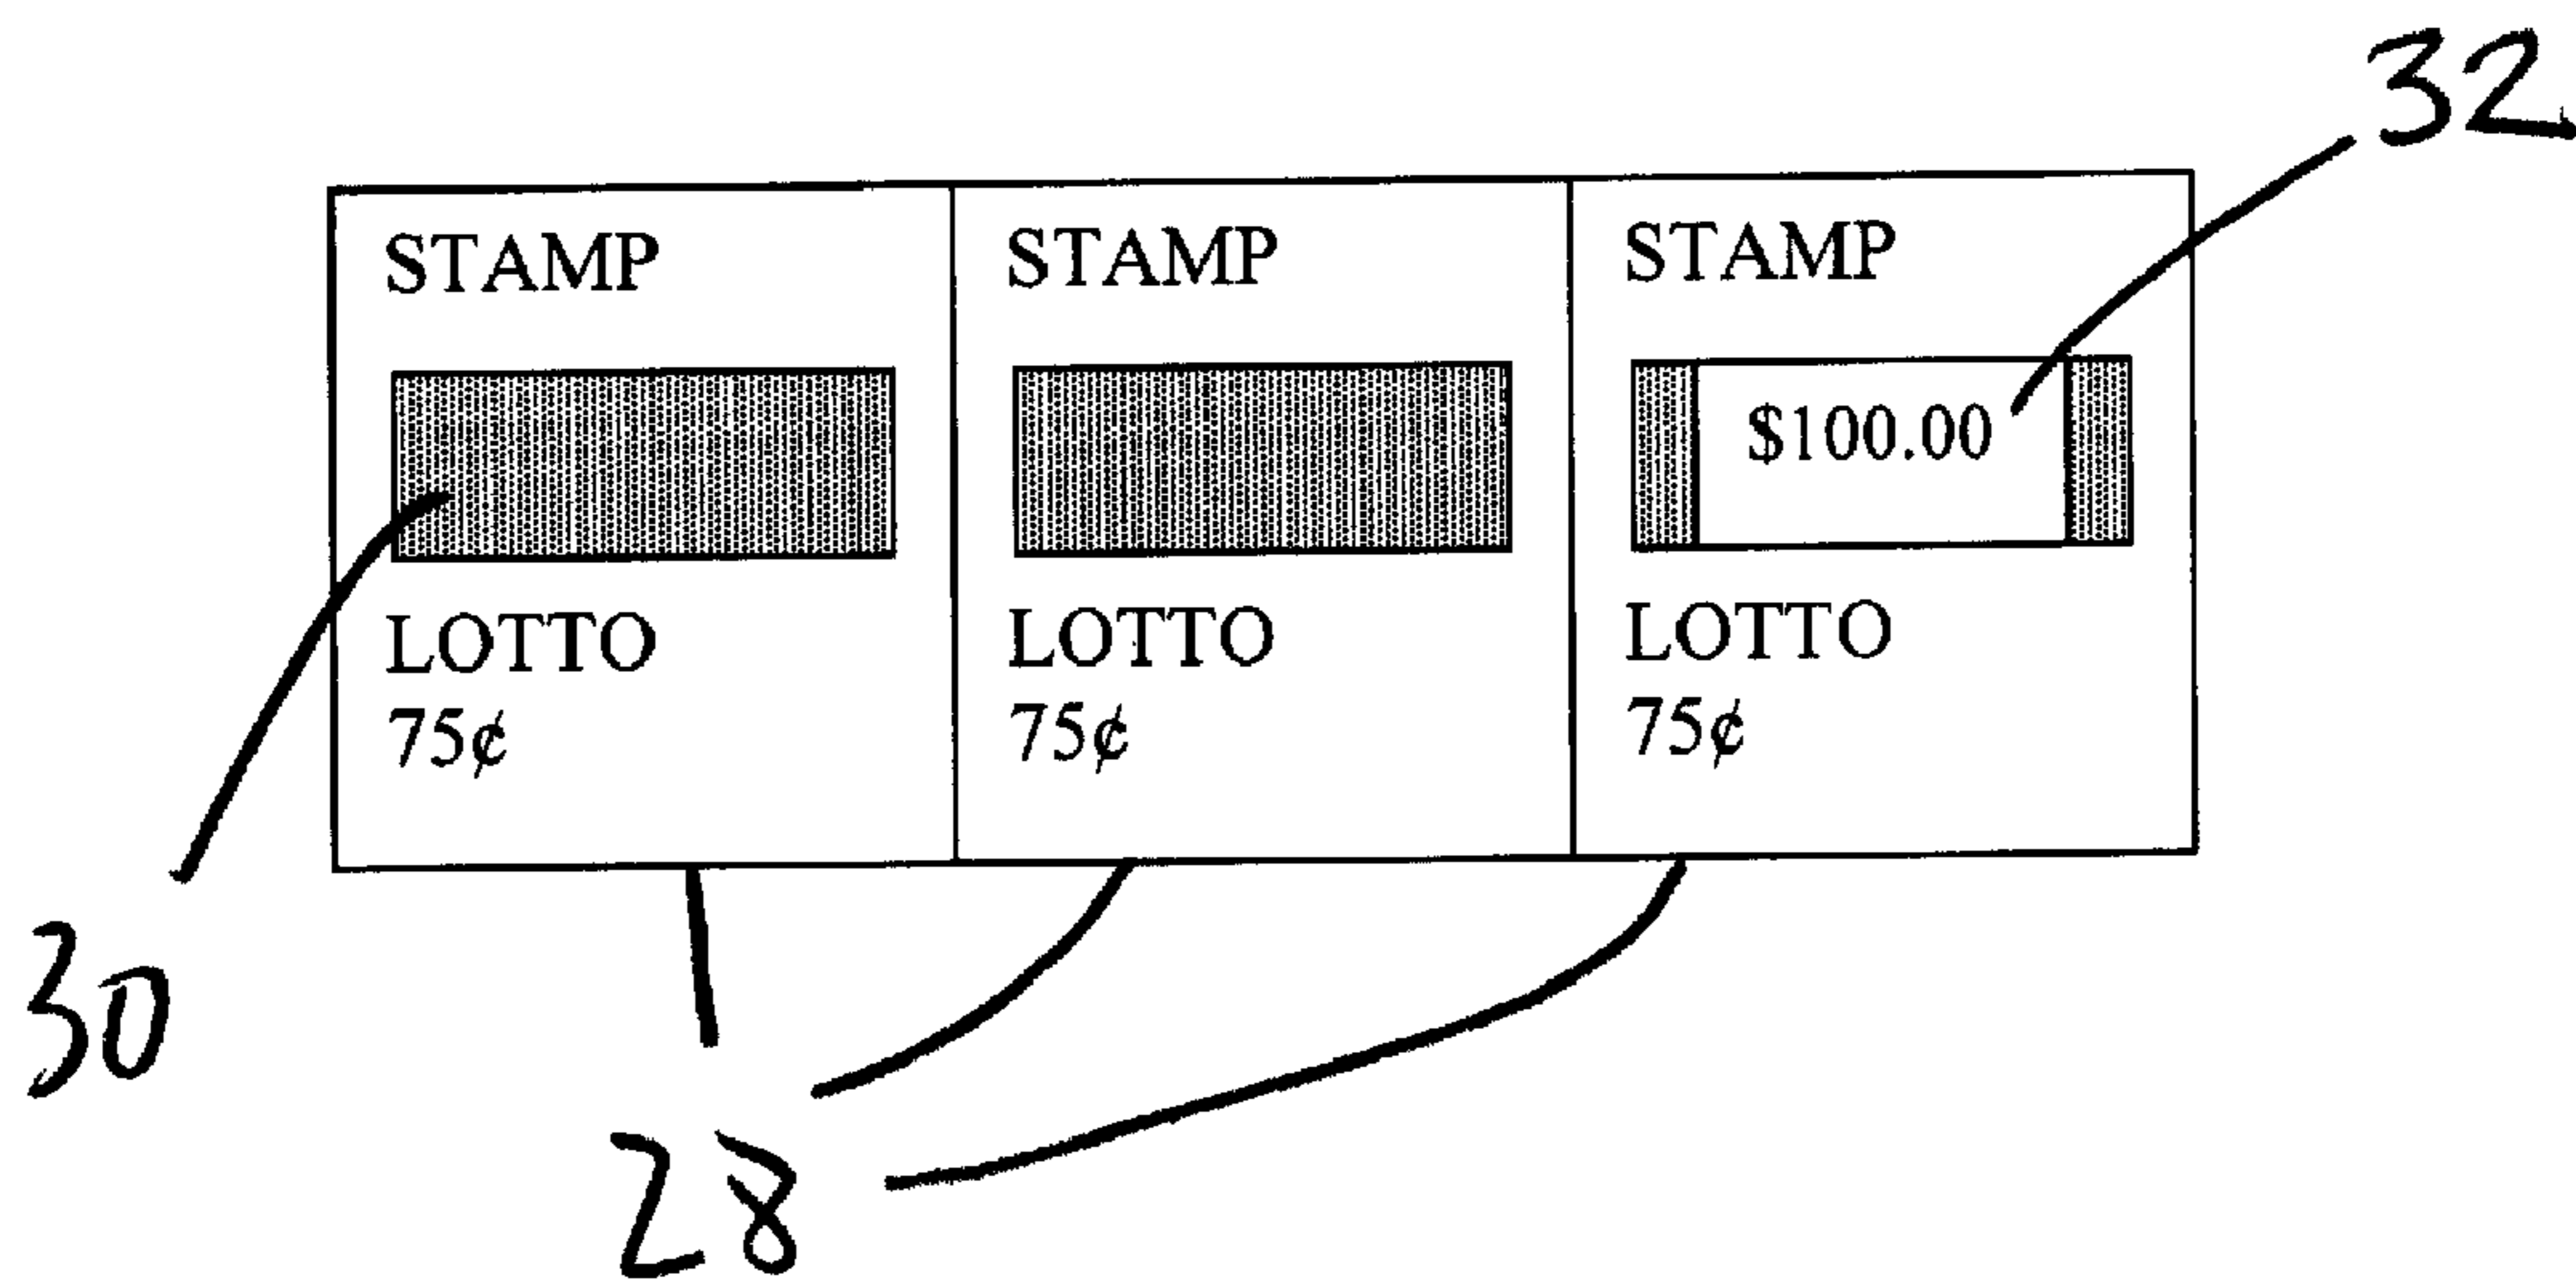 32
STAMP STAMP STAMP
$100.00
LOTTO LOTTO LOTTO
75¢ 75¢ 75¢
30
28